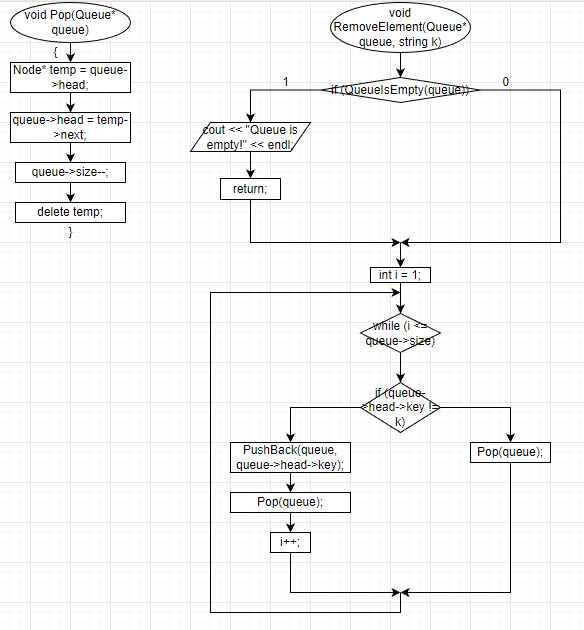 void Pop(Queue*
queue)
{
Node* temp = queue-
>head;
queue->head = temp-
>next;
queue->size--;
delete temp;
}
void
RemoveElement(Queue*
queue, string k)
if (QueueIsEmpty(queue))
1
0
cout << "Queue is
empty!" << endl;
return;
int i = 1;
while (i <=
queue->size)
if (queue-
>head->key !=
k)
PushBack(queue,
queue->head->key);
Pop(queue);
i++;
Pop(queue);